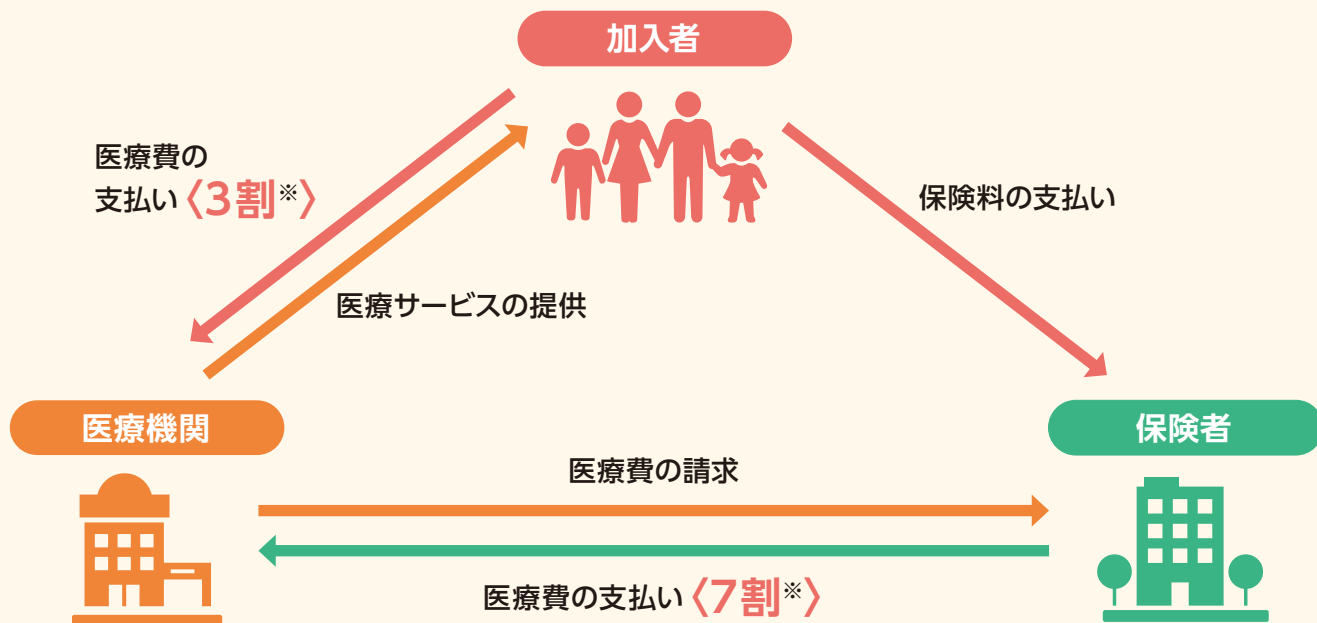 加入者
医療費の
支払い〈3割※〉
保険料の支払い
医療サービスの提供
医療機関
保険者
医療費の請求
医療費の支払い〈7割※〉